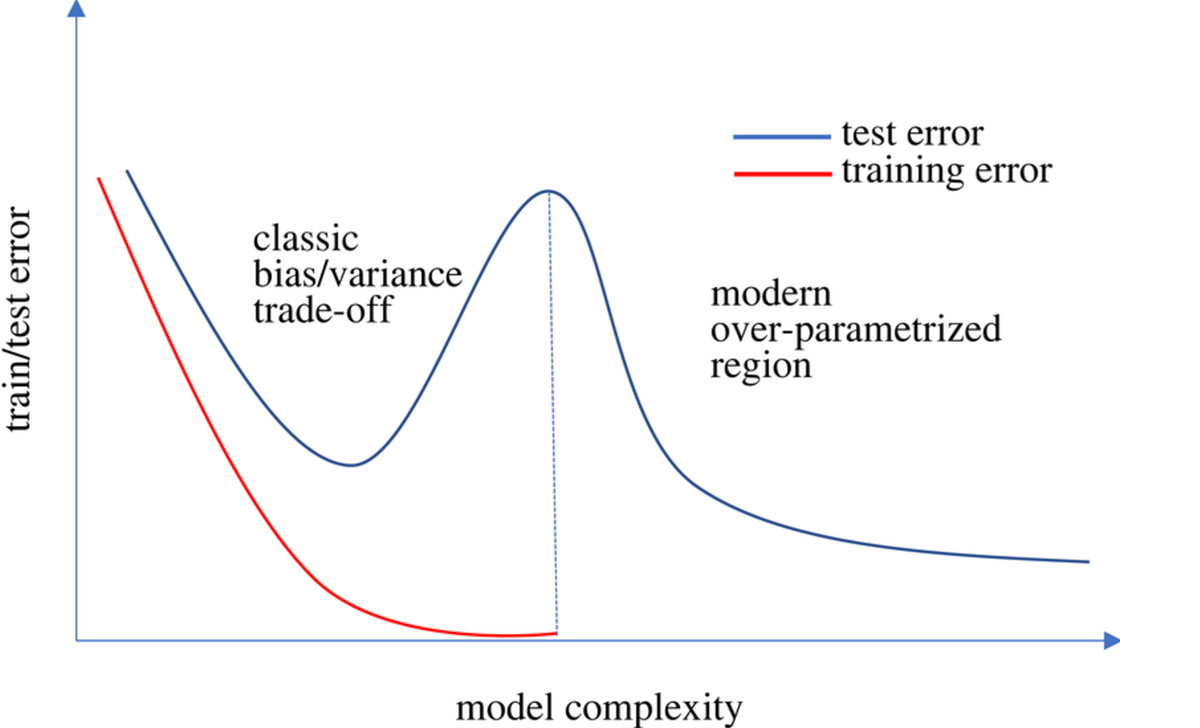 test error
training error
classic
bias/variance
trade-off
modern
over-parametrized
region
train/test error
model complexity